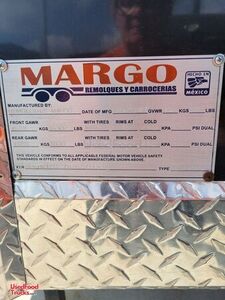 MARGO
REMOLQUES Y CARROCERIAS
HECHO EN
MÉXICO
MANUFACTURED BY DATE OF MFG GVWR KGS LBS
FRONT GAWR WITH TIRES RIMS AT COLD
KGS LBS KPA PSI DUAL
REAR GAWR WITH TIRES RIMS AT COLD
KGS LBS KPA PSI DUAL
THIS VEHICLE CONFORMS TO ALL APPLICABLE FEDERAL MOTOR VEHICLE SAFETY
STANDARDS IN EFFECT ON THE DATE OF MANUFACTURE SHOWN ABOVE.
TYPE
UsedFood
Trucks